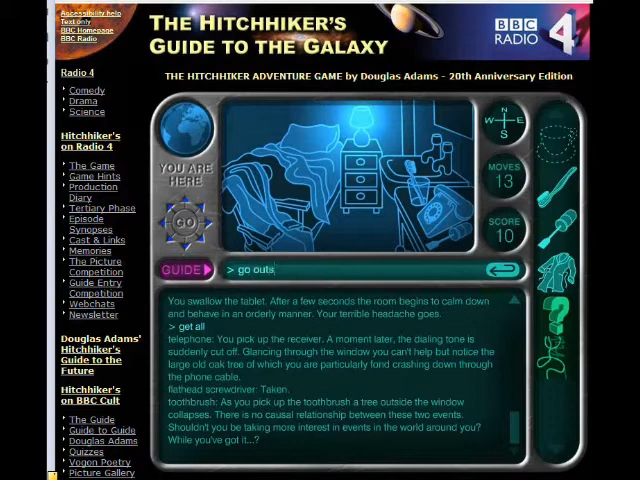 Accessibility help
Text only
BBC Homepage
BBC Radio
THE HITCHHIKER'S
GUIDE TO THE GALAXY
BBC
RADIO
4
Radio 4
Comedy
Drama
Science
Hitchhiker's
on Radio 4
The Game
Game Hints
Production
Diary
Tertiary Phase
Episode
Synopses
Cast & Links
Memories
The Picture
Competition
Guide Entry
Competition
Webchats
Newsletter
Douglas Adams'
Hitchhiker's
Guide to the
Future
Hitchhiker's
on BBC Cult
The Guide
Guide to Guide
Douglas Adams
Quizzes
Vogon Poetry
Picture Gallery
THE HITCHHIKER ADVENTURE GAME by Douglas Adams - 20th Anniversary Edition
YOU ARE
HERE
GO
N
W E
S
MOVES
13
SCORE
10
GUIDE
> go outs
You swallow the tablet. After a few seconds the room begins to calm down
and behave in an orderly manner. Your terrible headache goes.
> get all
telephone: You pick up the receiver. A moment later, the dialing tone is
suddenly cut off. Glancing through the window you can't help but notice the
large old oak tree of which you are particularly fond crashing down through
the phone cable.
flathead screwdriver: Taken.
toothbrush: As you pick up the toothbrush a tree outside the window
collapses. There is no causal relationship between these two events.
Shouldn't you be taking more interest in events in the world around you?
While you've got it...?